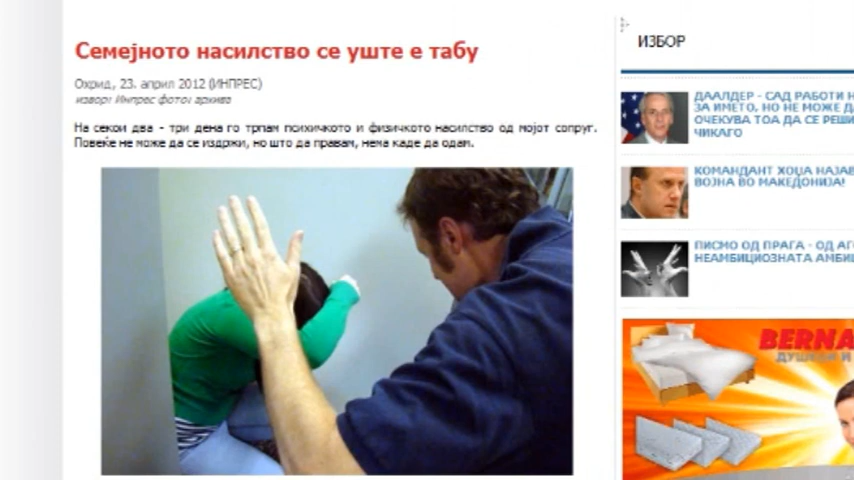 Семејното насилство се уште е табу
Охрид, 23. април 2012 (ИНПРЕС)
извор: Инпрес фото: архива
На секои два - три дена го трпам психичкото и физичкото насилство од мојот сопруг.
Повеќе не може да се издржи, но што да правам, нема каде да одам.
ИЗБОР
ДААЛДЕР - САД РАБОТИ
ЗА ИМЕТО, НО НЕ МОЖЕ ДА
ОЧЕКУВА ТОА ДА СЕ РЕШИ
ЧИКАГО
КОМАНДАНТ ХОЏА НАЈАВ
ВОЈНА ВО МАКЕДОНИЈА!
ПИСМО ОД ПРАГА - ОД
НЕАМБИЦИОЗНАТА
BERNA
ДУШЕЦИ И